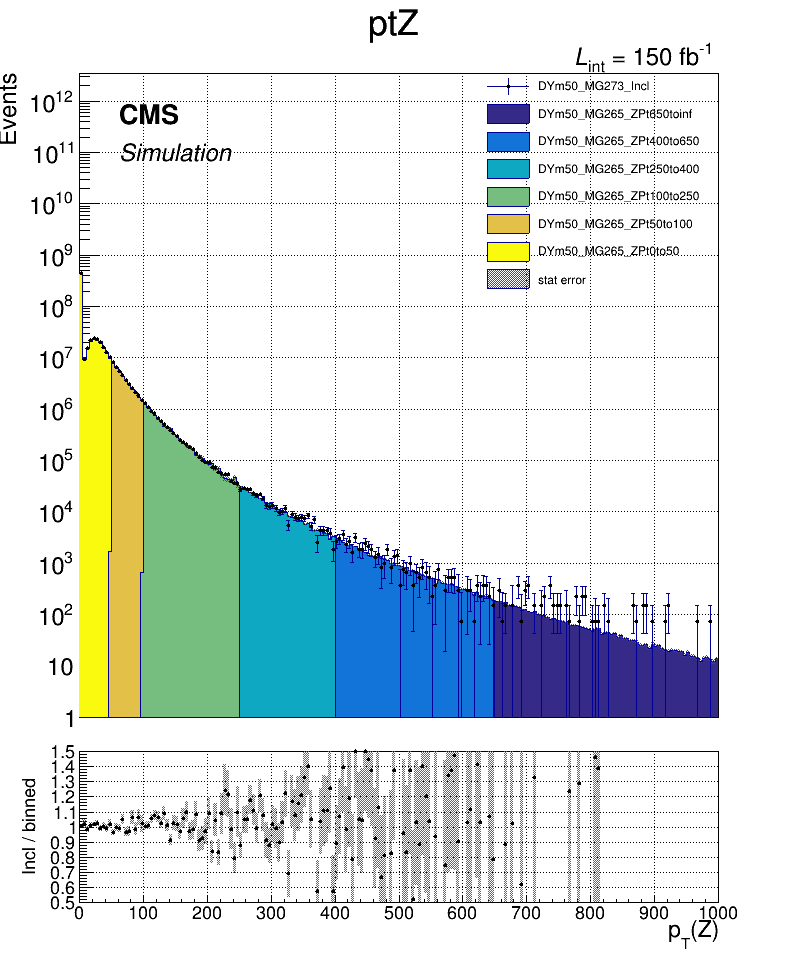 ptZ
L_int = 150 fb^-1
Events
CMS
Simulation
DYm50_MG273_Incl
DYm50_MG265_ZPt650toinf
DYm50_MG265_ZPt400to650
DYm50_MG265_ZPt250to400
DYm50_MG265_ZPt100to250
DYm50_MG265_ZPt50to100
DYm50_MG265_ZPt0to50
stat error
10^12
10^11
10^10
10^9
10^8
10^7
10^6
10^5
10^4
10^3
10^2
10
1
Incl / binned
1.5
1.4
1.3
1.2
1.1
1
0.9
0.8
0.7
0.6
0.5
0 100 200 300 400 500 600 700 800 900 1000
p_T(Z)